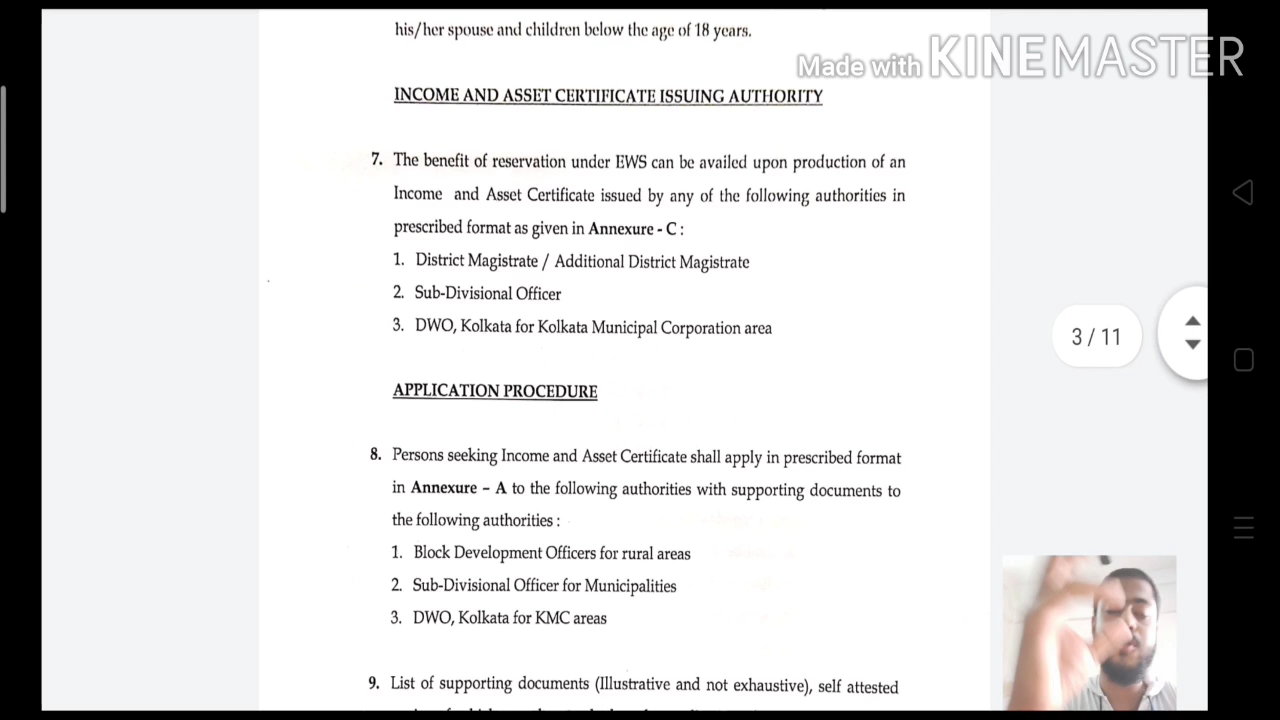 his/her spouse and children below the age of 18 years.
Made with KINEMASTER
INCOME AND ASSET CERTIFICATE ISSUING AUTHORITY
7. The benefit of reservation under EWS can be availed upon production of an
Income and Asset Certificate issued by any of the following authorities in
prescribed format as given in Annexure - C :
1. District Magistrate / Additional District Magistrate
2. Sub-Divisional Officer
3. DWO, Kolkata for Kolkata Municipal Corporation area
3 / 11
APPLICATION PROCEDURE
8. Persons seeking Income and Asset Certificate shall apply in prescribed format
in Annexure – A to the following authorities with supporting documents to
the following authorities :
1. Block Development Officers for rural areas
2. Sub-Divisional Officer for Municipalities
3. DWO, Kolkata for KMC areas
9. List of supporting documents (Illustrative and not exhaustive), self attested